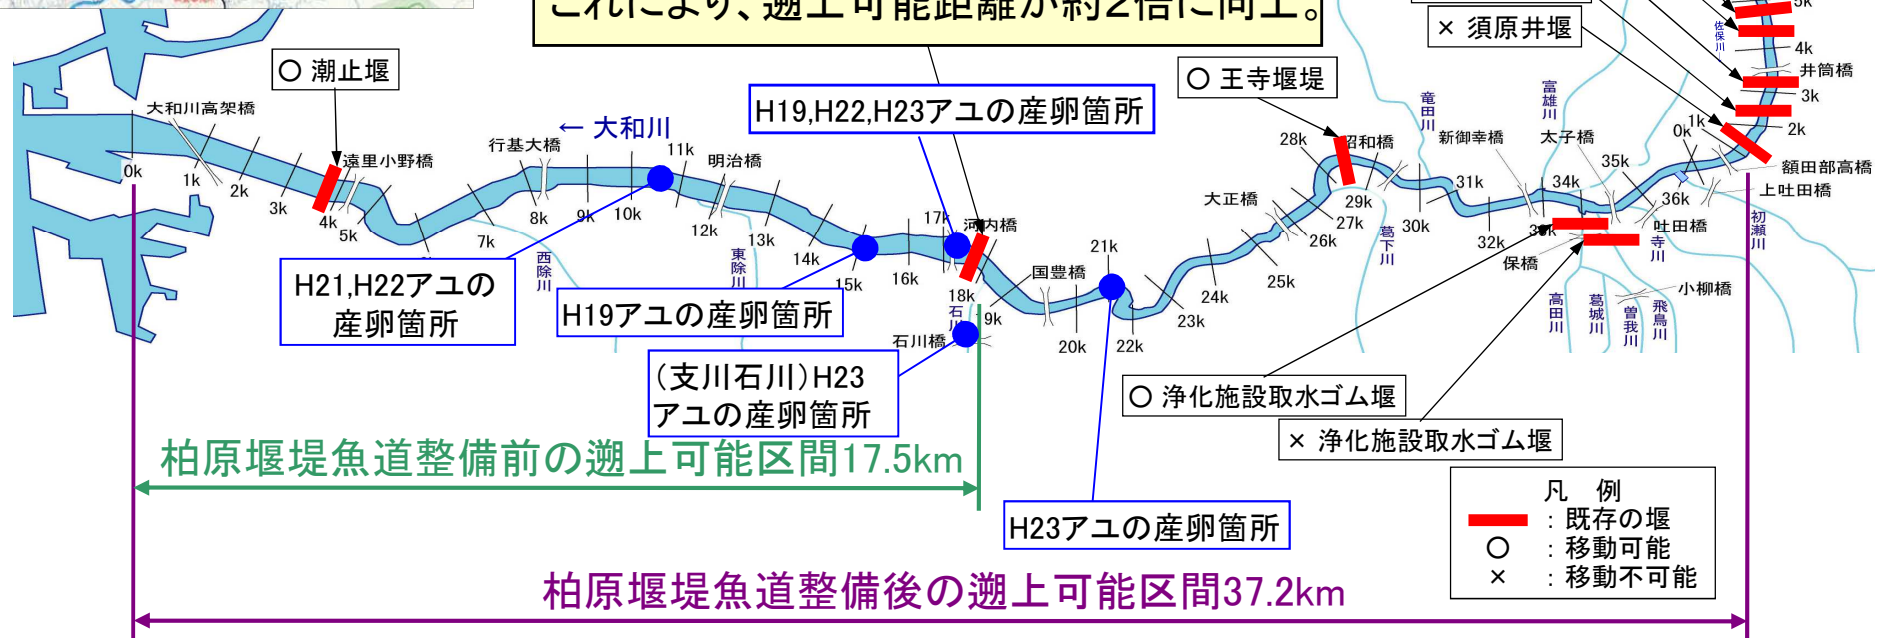 これにより、遡上可能距離が約2倍に向上。
× 須原井堰
○ 潮止堰
○ 王寺堰堤
H19,H22,H23アユの産卵箇所
← 大和川
大和川高架橋
遠里小野橋
行基大橋
明治橋
河内橋
国豊橋
大正橋
昭和橋
新御幸橋
太子橋
井筒橋
額田部高橋
上吐田橋
吐田橋
保橋
小柳橋
石川橋
西除川
東除川
竜田川
葛下川
富雄川
佐保川
初瀬川
寺川
高田川
葛城川
曽我川
飛鳥川
0k
1k
2k
3k
4k
5k
7k
8k
9k
10k
11k
12k
13k
14k
15k
16k
17k
18k
9k
20k
21k
22k
23k
24k
25k
26k
27k
28k
29k
30k
31k
32k
34k
35k
36k
0k
1k
2k
3k
4k
5k
H21,H22アユの
産卵箇所
H19アユの産卵箇所
(支川石川)H23
アユの産卵箇所
H23アユの産卵箇所
○ 浄化施設取水ゴム堰
× 浄化施設取水ゴム堰
柏原堰堤魚道整備前の遡上可能区間17.5km
柏原堰堤魚道整備後の遡上可能区間37.2km
凡 例
:既存の堰
○ :移動可能
× :移動不可能